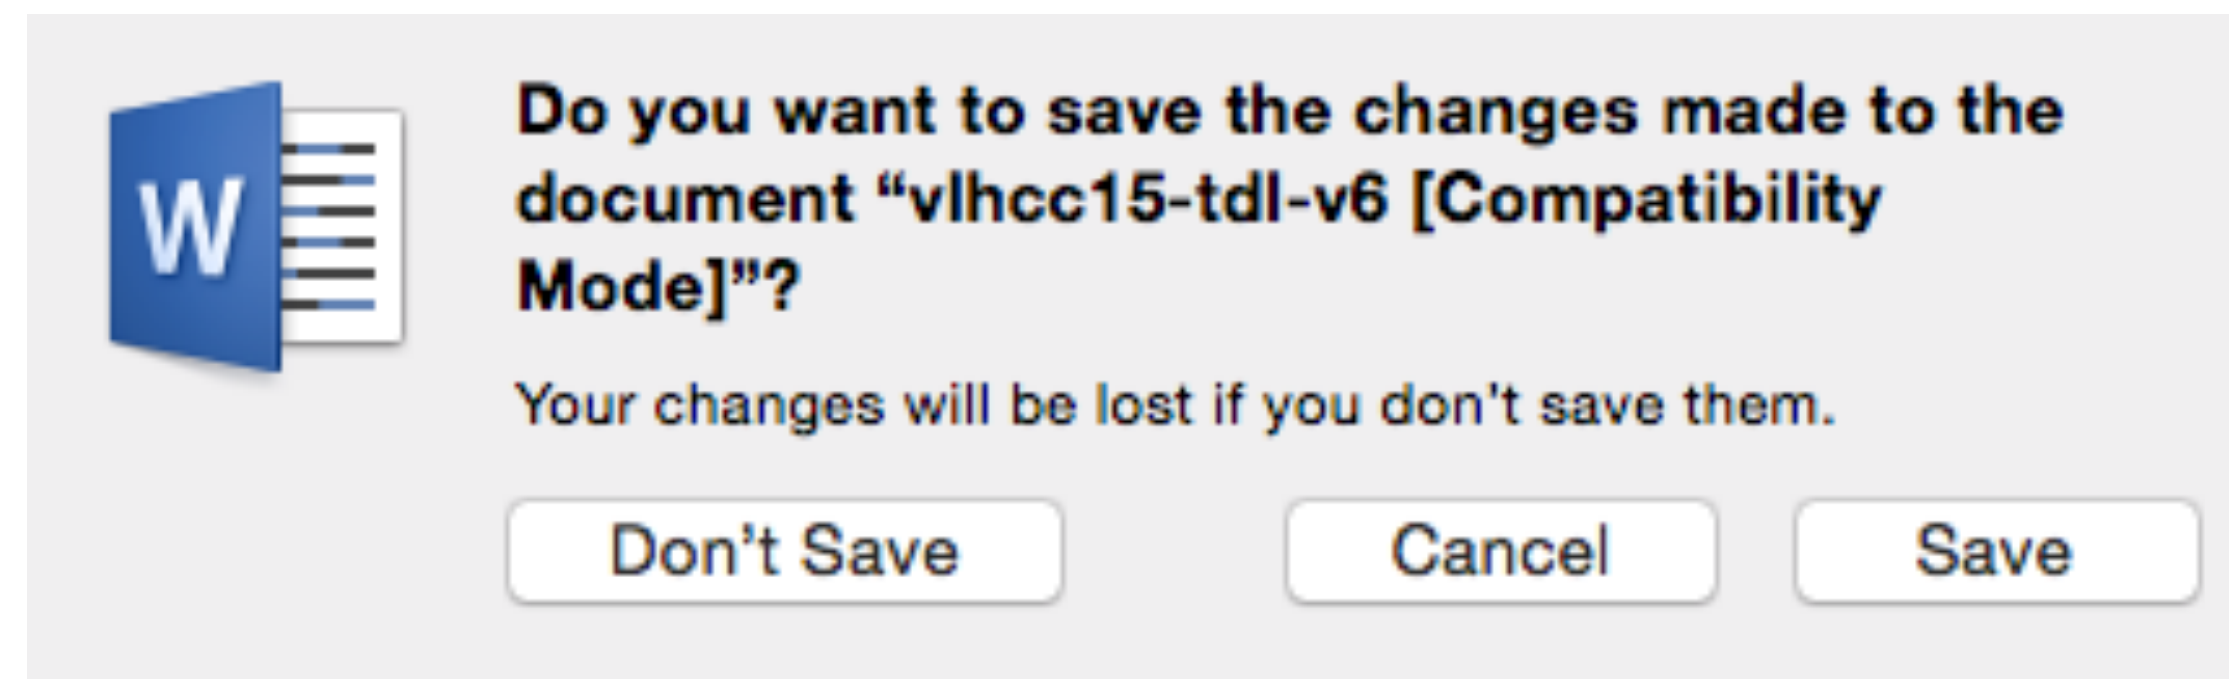 W
Do you want to save the changes made to the
document “vlhcc15-tdl-v6 [Compatibility
Mode]”?
Your changes will be lost if you don't save them.
Don’t Save Cancel Save